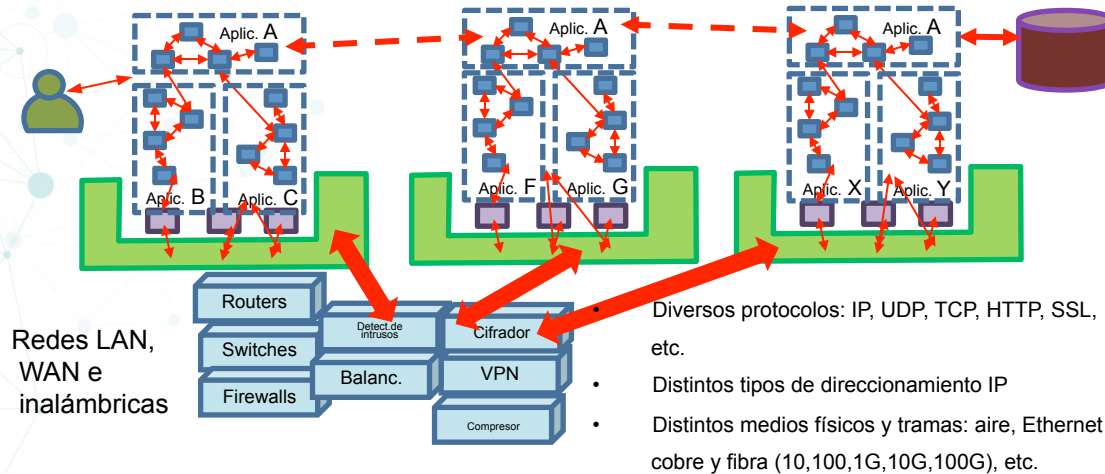 Aplic. A
Aplic. A
Aplic. A
Aplic. B
Aplic. C
Aplic. F
Aplic. G
Aplic. X
Aplic. Y
Redes LAN,
WAN e
inalámbricas
Routers
Switches
Firewalls
Detect.de
intrusos
Balanc.
Cifrador
VPN
Compresor
• Diversos protocolos: IP, UDP, TCP, HTTP, SSL,
etc.
• Distintos tipos de direccionamiento IP
• Distintos medios físicos y tramas: aire, Ethernet
cobre y fibra (10,100,1G,10G,100G), etc.